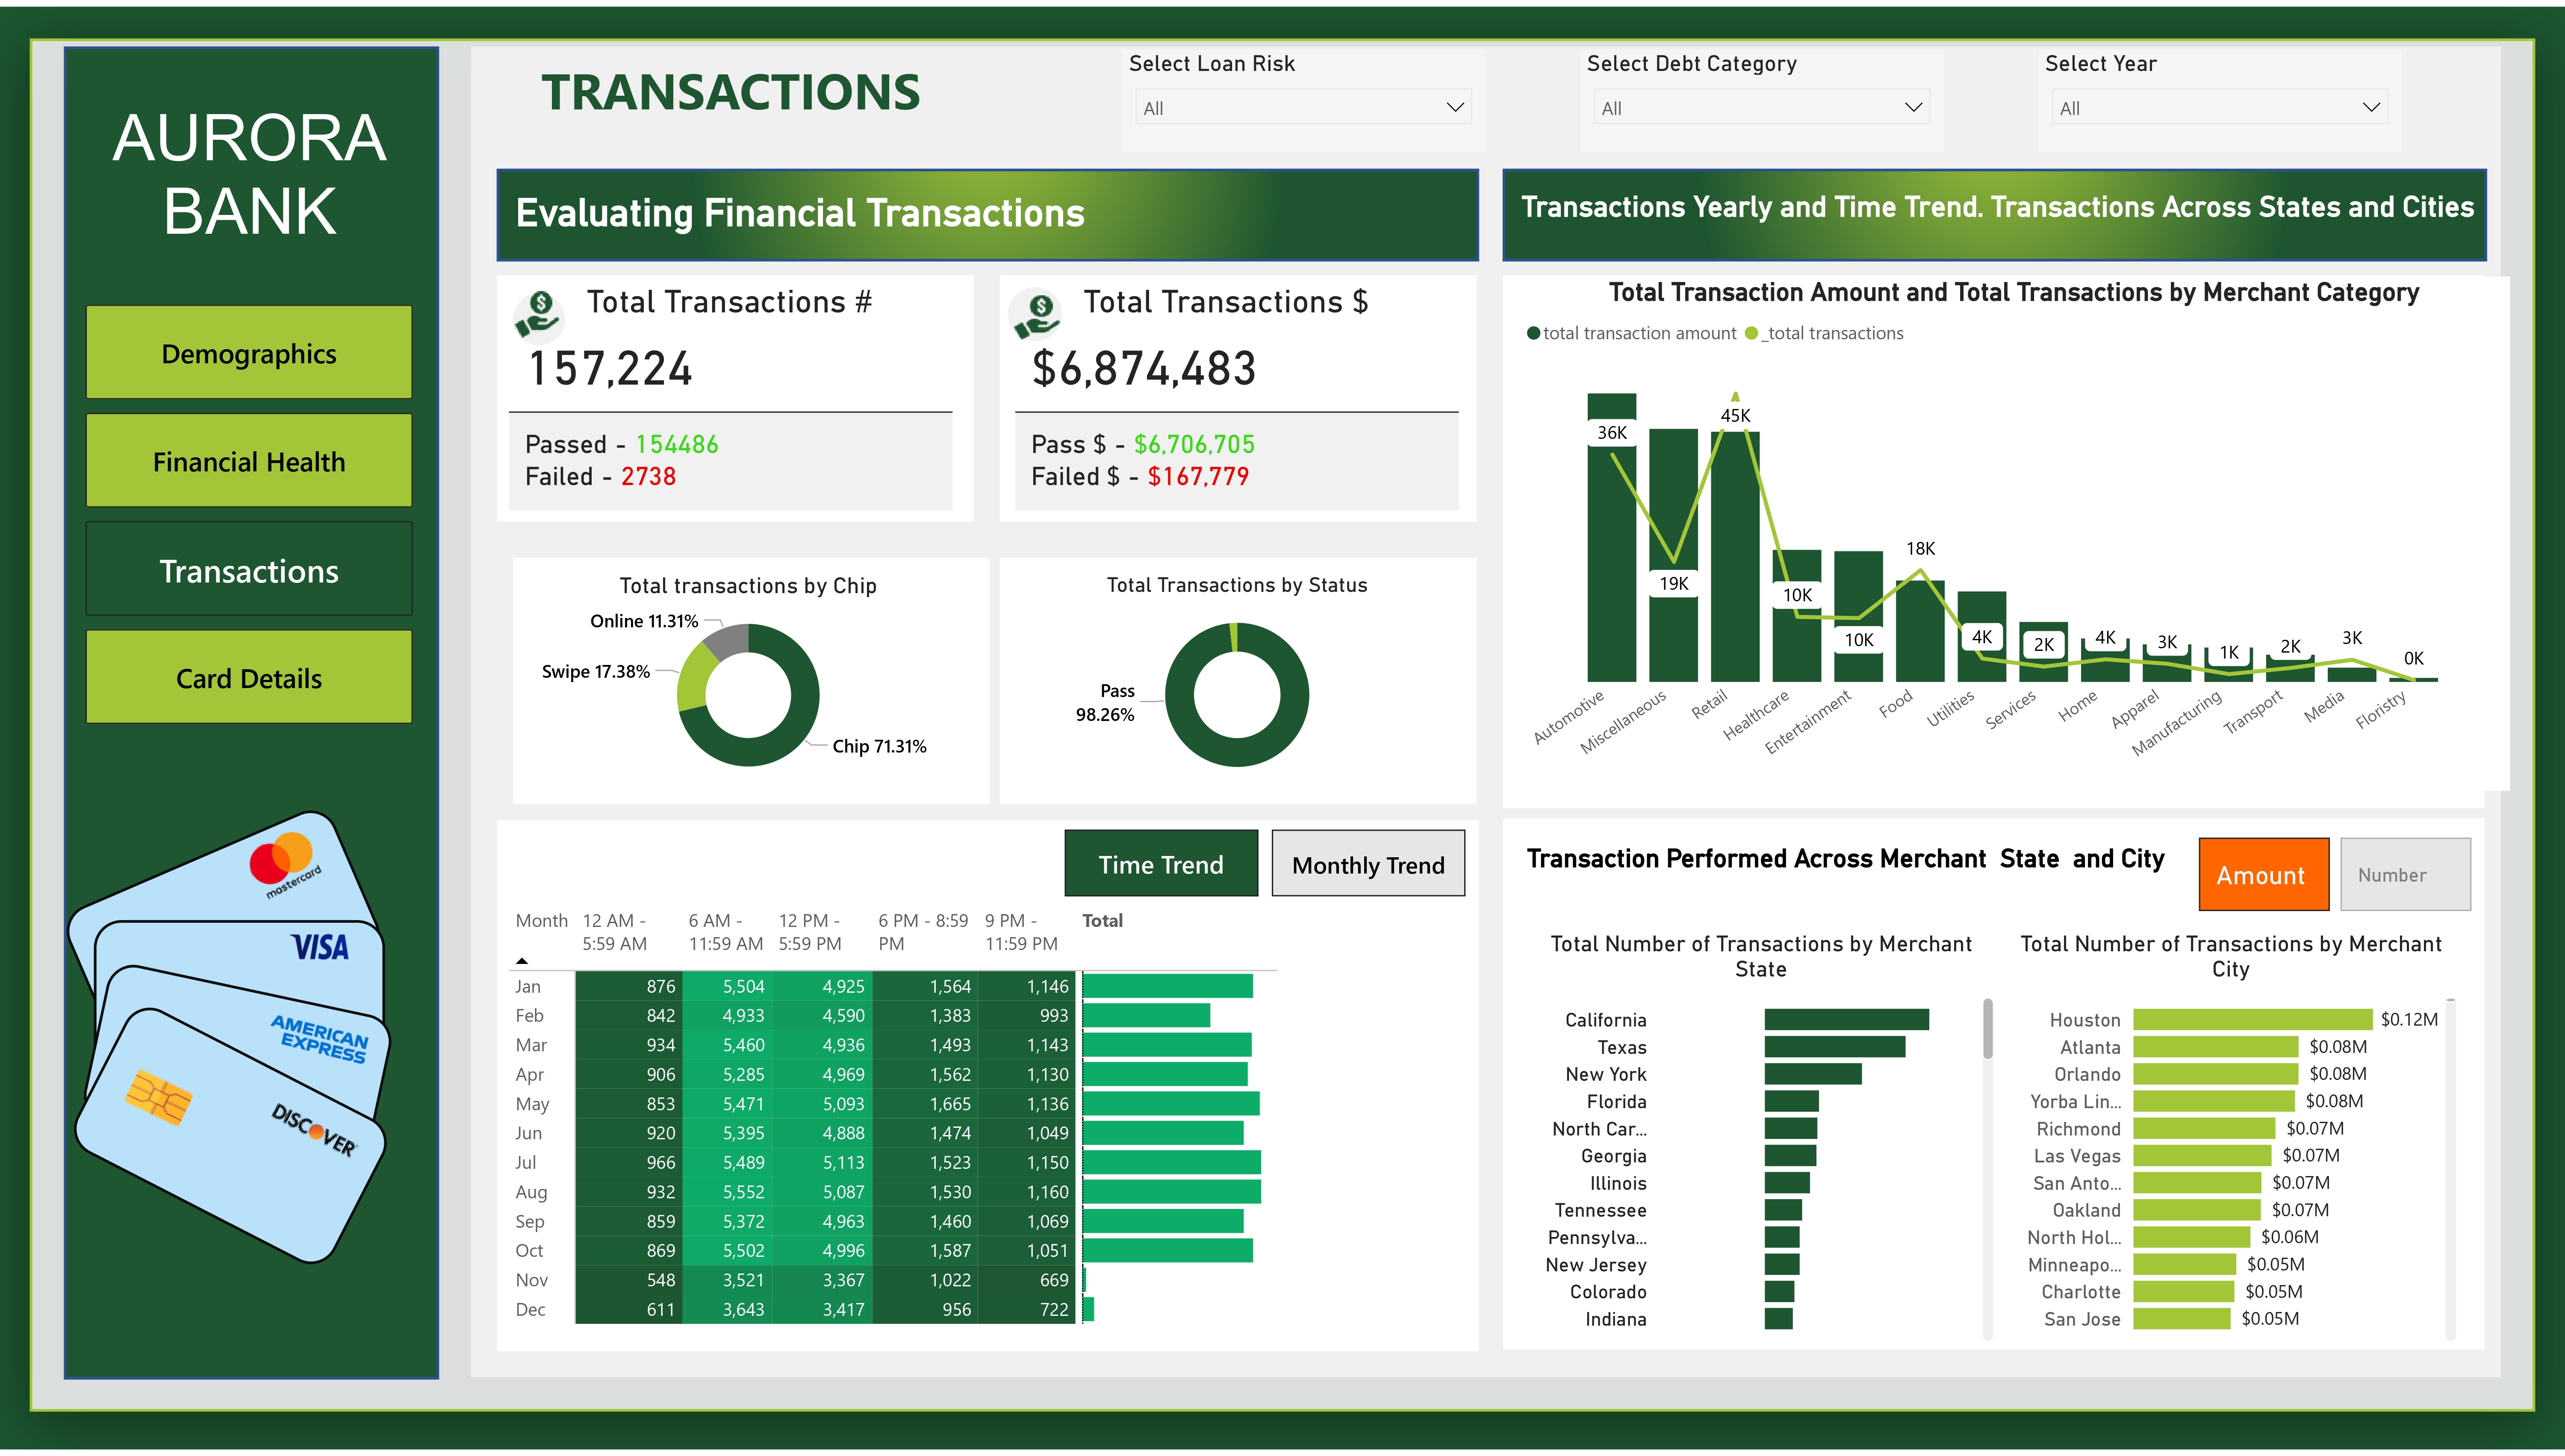 AURORA
BANK
Demographics
Financial Health
Transactions
Card Details
mastercard
VISA
AMERICAN
EXPRESS
DISCOVER
TRANSACTIONS
Select Loan Risk
All
Select Debt Category
All
Select Year
All
Evaluating Financial Transactions
Total Transactions #
157,224
Passed - 154486
Failed - 2738
Total Transactions $
$6,874,483
Pass $ - $6,706,705
Failed $ - $167,779
Total transactions by Chip
Online 11.31%
Swipe 17.38%
Chip 71.31%
Total Transactions by Status
Pass
98.26%
Time Trend
Monthly Trend
Month 12 AM - 5:59 AM 6 AM - 11:59 AM 12 PM - 5:59 PM 6 PM - 8:59 PM 9 PM - 11:59 PM Total
Jan 876 5,504 4,925 1,564 1,146
Feb 842 4,933 4,590 1,383 993
Mar 934 5,460 4,936 1,493 1,143
Apr 906 5,285 4,969 1,562 1,130
May 853 5,471 5,093 1,665 1,136
Jun 920 5,395 4,888 1,474 1,049
Jul 966 5,489 5,113 1,523 1,150
Aug 932 5,552 5,087 1,530 1,160
Sep 859 5,372 4,963 1,460 1,069
Oct 869 5,502 4,996 1,587 1,051
Nov 548 3,521 3,367 1,022 669
Dec 611 3,643 3,417 956 722
Transactions Yearly and Time Trend. Transactions Across States and Cities
Total Transaction Amount and Total Transactions by Merchant Category
total transaction amount _total transactions
36K 19K 45K 10K 10K 18K 4K 2K 4K 3K 1K 2K 3K 0K
Automotive Miscellaneous Retail Healthcare Entertainment Food Utilities Services Home Apparel Manufacturing Transport Media Floristry
Transaction Performed Across Merchant State and City
Amount
Number
Total Number of Transactions by Merchant
State
California
Texas
New York
Florida
North Car...
Georgia
Illinois
Tennessee
Pennsylva...
New Jersey
Colorado
Indiana
Total Number of Transactions by Merchant
City
Houston $0.12M
Atlanta $0.08M
Orlando $0.08M
Yorba Lin... $0.08M
Richmond $0.07M
Las Vegas $0.07M
San Anto... $0.07M
Oakland $0.07M
North Hol... $0.06M
Minneapo... $0.05M
Charlotte $0.05M
San Jose $0.05M